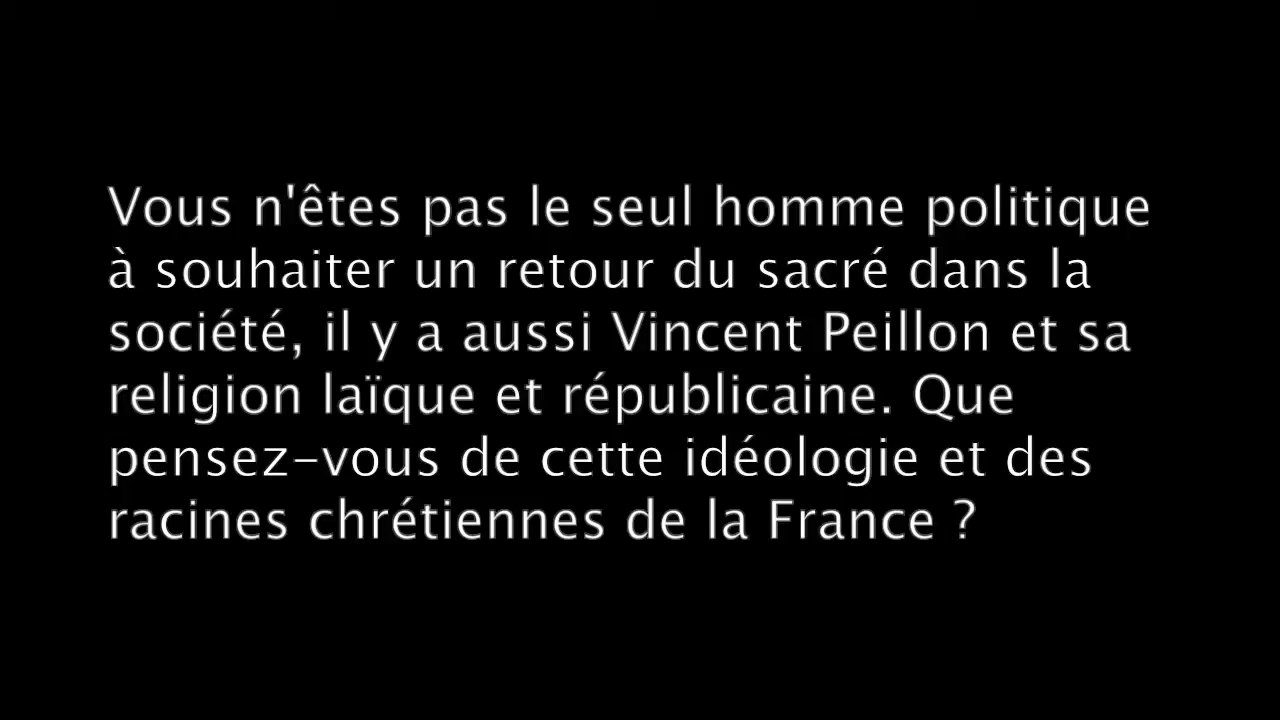 Vous n'êtes pas le seul homme politique
à souhaiter un retour du sacré dans la
société, il y a aussi Vincent Peillon et sa
religion laïque et républicaine. Que
pensez-vous de cette idéologie et des
racines chrétiennes de la France ?